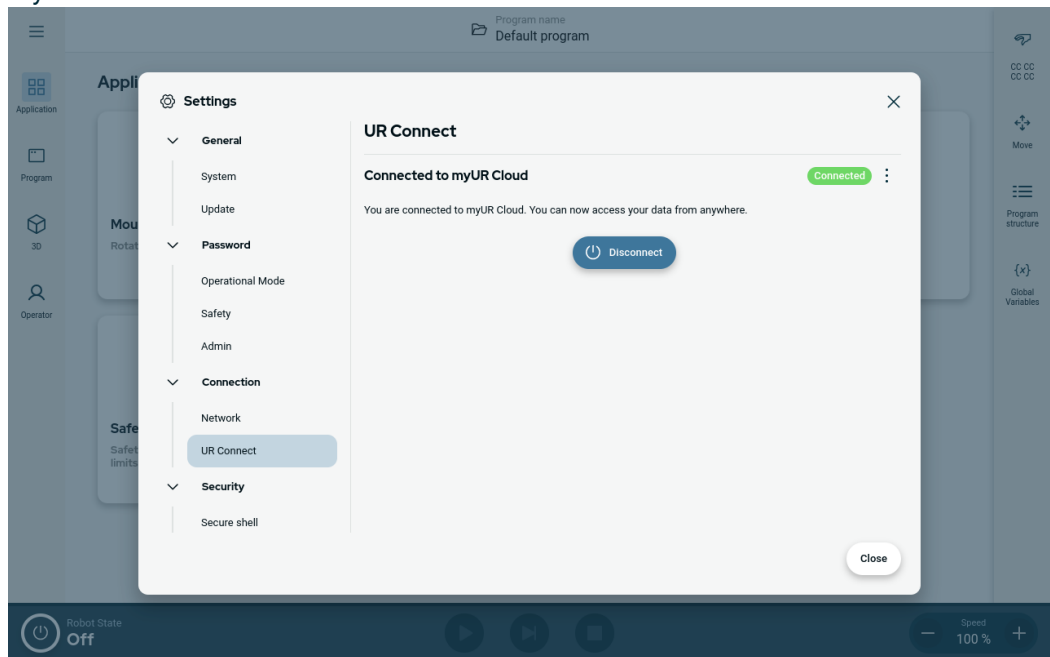 Program name
Default program
Application
Program
3D
Operator
Appli
Mou
Rotat
Safe
Safet
limits
Settings
General
System
Update
Password
Operational Mode
Safety
Admin
Connection
Network
UR Connect
Security
Secure shell
UR Connect
Connected to myUR Cloud
Connected
You are connected to myUR Cloud. You can now access your data from anywhere.
Disconnect
Close
CC CC
CC CC
Move
Program
structure
{x}
Global
Variables
Robot State
Off
Speed
100 %